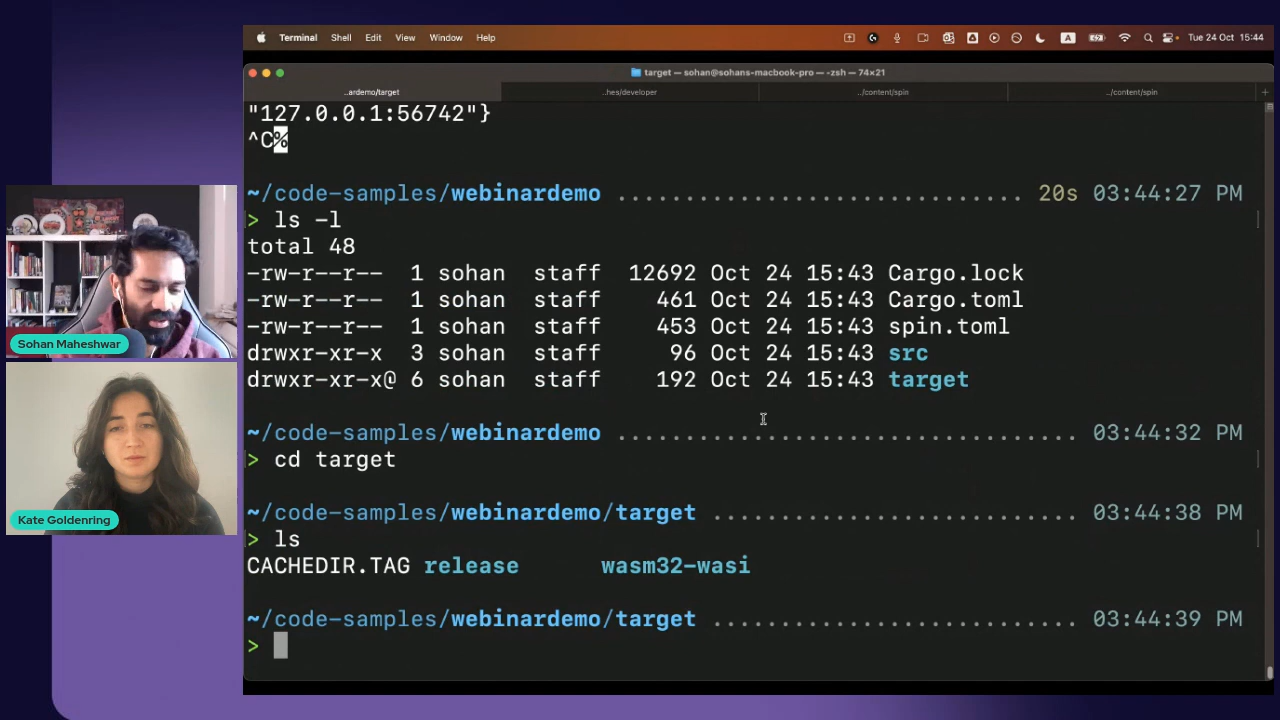 Terminal Shell Edit View Window Help A Tue 24 Oct 15:44
target — sohan@sohans-macbook-pro — -zsh — 74×21
..ardemo/target ..hes/developer ../content/spin ../content/spin +
"127.0.0.1:56742"}
^C%
~/code-samples/webinardemo ............................. 20s 03:44:27 PM
> ls -l
total 48
-rw-r--r-- 1 sohan staff 12692 Oct 24 15:43 Cargo.lock
-rw-r--r-- 1 sohan staff 461 Oct 24 15:43 Cargo.toml
-rw-r--r-- 1 sohan staff 453 Oct 24 15:43 spin.toml
drwxr-xr-x 3 sohan staff 96 Oct 24 15:43 src
drwxr-xr-x@ 6 sohan staff 192 Oct 24 15:43 target
~/code-samples/webinardemo .................................. 03:44:32 PM
> cd target
~/code-samples/webinardemo/target ........................... 03:44:38 PM
> ls
CACHEDIR.TAG release wasm32-wasi
~/code-samples/webinardemo/target ........................... 03:44:39 PM
>
Sohan Maheshwar
Kate Goldenring